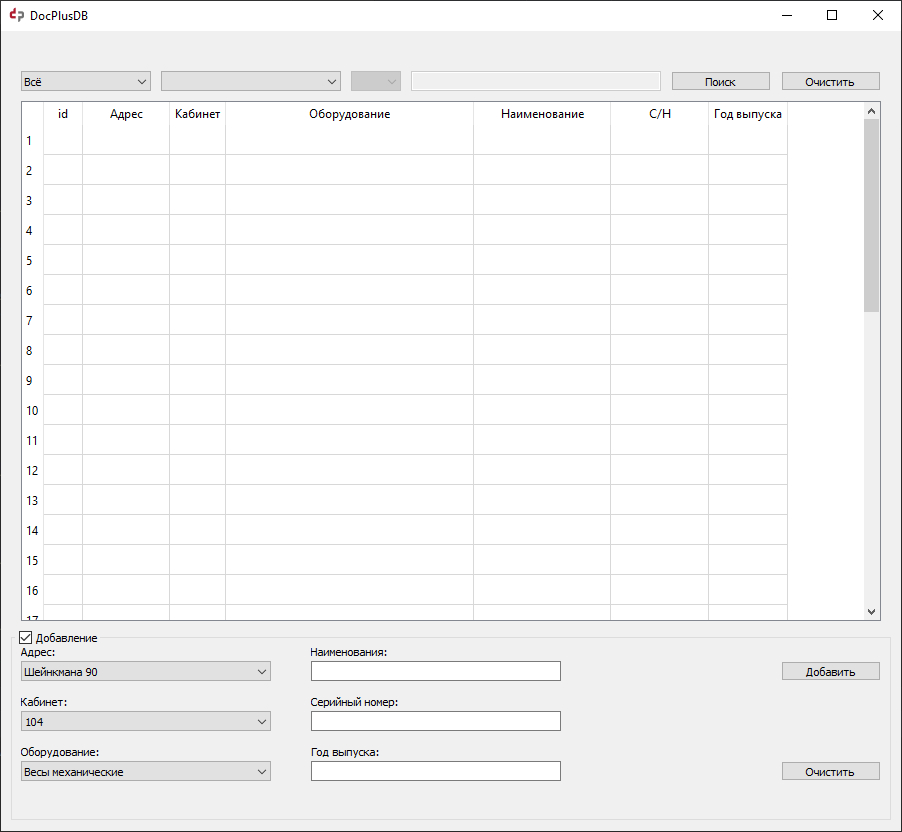 DocPlusDB
Всё
Поиск
Очистить
id Адрес Кабинет Оборудование Наименование С/Н Год выпуска
1
2
3
4
5
6
7
8
9
10
11
12
13
14
15
16
17
Добавление
Адрес: Наименования:
Шейнкмана 90 Добавить
Кабинет: Серийный номер:
104
Оборудование: Год выпуска:
Весы механические Очистить